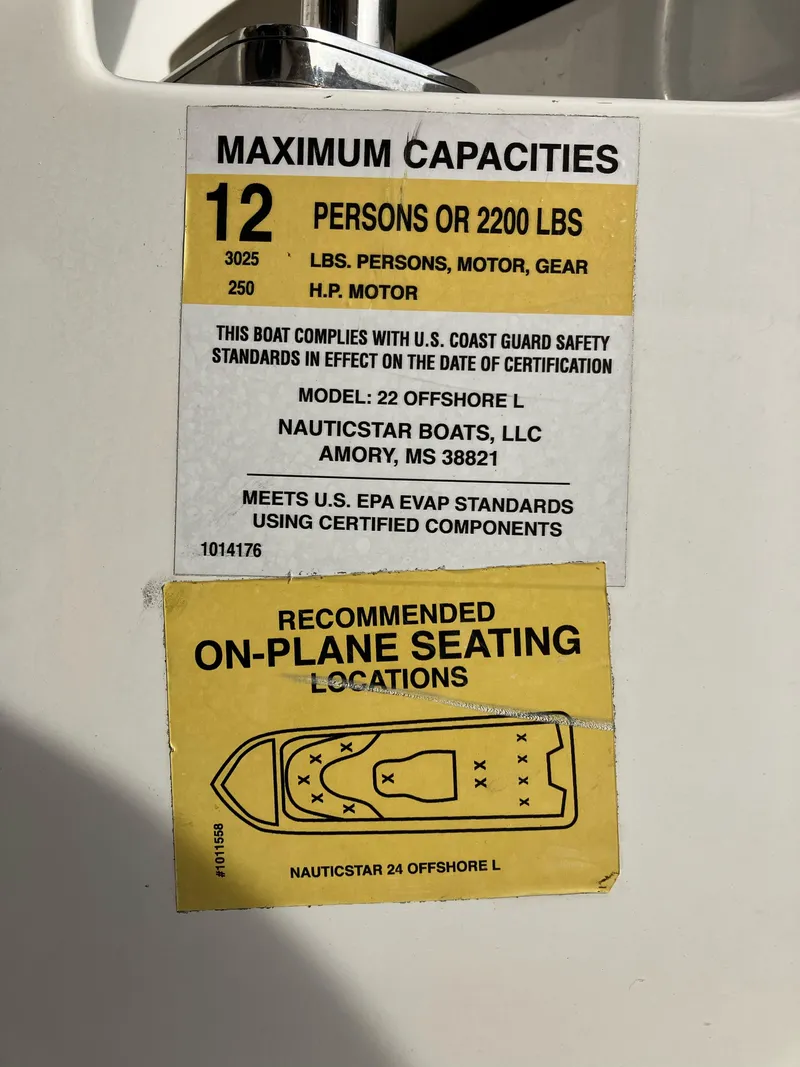 MAXIMUM CAPACITIES
12 PERSONS OR 2200 LBS
3025 LBS. PERSONS, MOTOR, GEAR
250 H.P. MOTOR
THIS BOAT COMPLIES WITH U.S. COAST GUARD SAFETY
STANDARDS IN EFFECT ON THE DATE OF CERTIFICATION
MODEL: 22 OFFSHORE L
NAUTICSTAR BOATS, LLC
AMORY, MS 38821
MEETS U.S. EPA EVAP STANDARDS
USING CERTIFIED COMPONENTS
1014176
RECOMMENDED
ON-PLANE SEATING
LOCATIONS
#1011558
NAUTICSTAR 24 OFFSHORE L